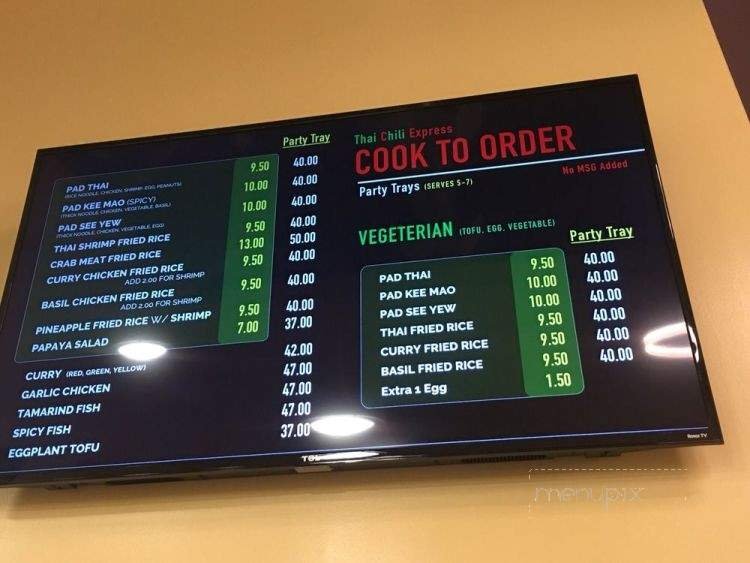 Party Tray
PAD THAI 9.50 40.00
(RICE NOODLE, CHICKEN, SHRIMP, EGG, PEANUTS)
PAD KEE MAO (SPICY) 10.00 40.00
(THICK NOODLE, CHICKEN, VEGETABLE, BASIL)
PAD SEE YEW 10.00 40.00
(THICK NOODLE, CHICKEN, VEGETABLE, EGG)
THAI SHRIMP FRIED RICE 9.50 40.00
CRAB MEAT FRIED RICE 13.00 50.00
CURRY CHICKEN FRIED RICE 9.50 40.00
ADD 2.00 FOR SHRIMP
BASIL CHICKEN FRIED RICE 9.50 40.00
ADD 2.00 FOR SHRIMP
PINEAPPLE FRIED RICE W/ SHRIMP 9.50 40.00
PAPAYA SALAD 7.00 37.00
CURRY (RED, GREEN, YELLOW) 42.00
GARLIC CHICKEN 47.00
TAMARIND FISH 47.00
SPICY FISH 47.00
EGGPLANT TOFU 37.00
Thai Chili Express
COOK TO ORDER
No MSG Added
Party Trays (SERVES 5-7)
VEGETERIAN (TOFU, EGG, VEGETABLE)
Party Tray
PAD THAI 9.50 40.00
PAD KEE MAO 10.00 40.00
PAD SEE YEW 10.00 40.00
THAI FRIED RICE 9.50 40.00
CURRY FRIED RICE 9.50 40.00
BASIL FRIED RICE 9.50 40.00
Extra 1 Egg 1.50
TCL
Roku TV
menupix